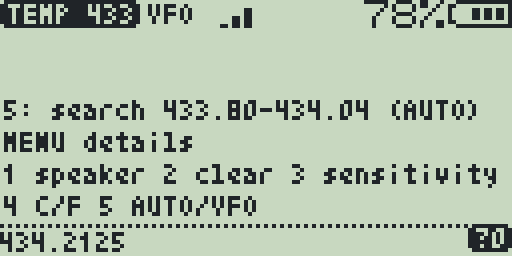 TEMP 433 VFO 78%
5: search 433.80-434.04 (AUTO)
MENU details
1 speaker 2 clear 3 sensitivity
4 C/F 5 AUTO/VFO
434.2125 ?0